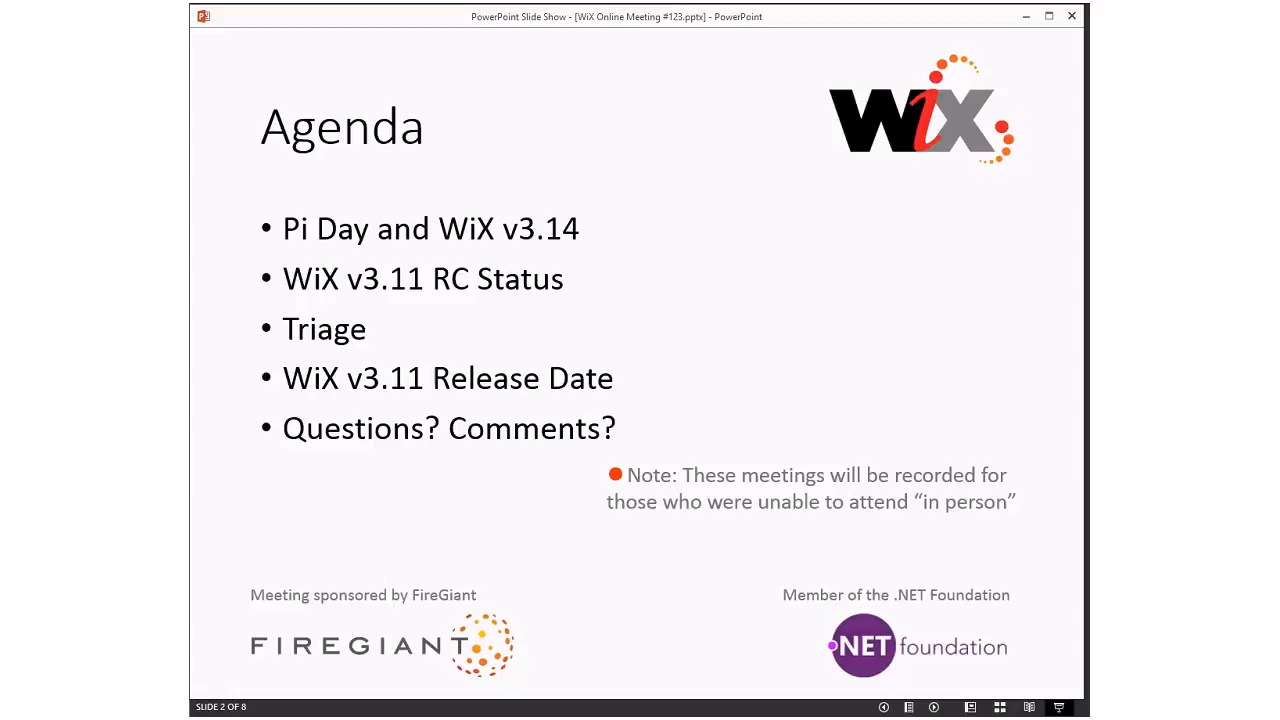 PowerPoint Slide Show - [WiX Online Meeting #123.pptx] - PowerPoint
WiX
Agenda
• Pi Day and WiX v3.14
• WiX v3.11 RC Status
• Triage
• WiX v3.11 Release Date
• Questions? Comments?
Note: These meetings will be recorded for
those who were unable to attend “in person”
Meeting sponsored by FireGiant
Member of the .NET Foundation
FIREGIANT
.NET foundation
SLIDE 2 OF 8